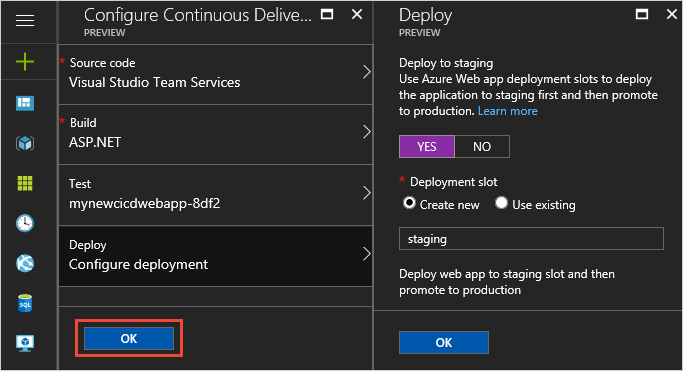 Configure Continuous Delive...
PREVIEW
* Source code
Visual Studio Team Services
* Build
ASP.NET
Test
mynewcicdwebapp-8df2
Deploy
Configure deployment
OK
Deploy
PREVIEW
Deploy to staging
Use Azure Web app deployment slots to deploy
the application to staging first and then promote
to production. Learn more
YES NO
* Deployment slot
Create new Use existing
staging
Deploy web app to staging slot and then
promote to production
OK
SQL